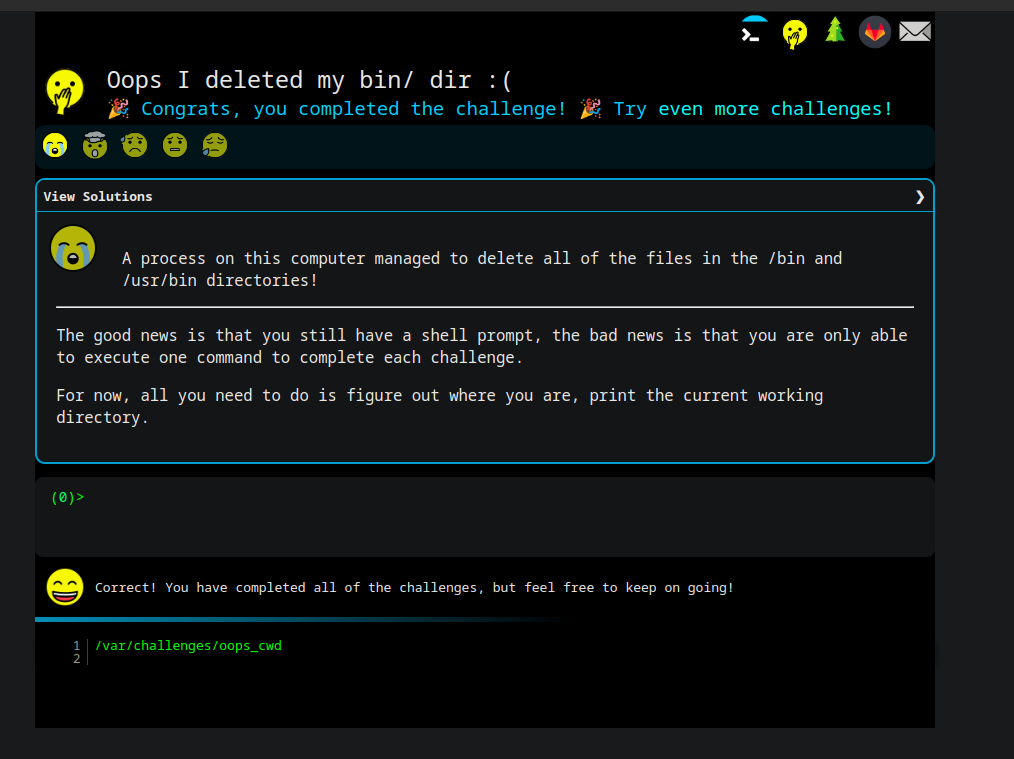 Oops I deleted my bin/ dir :(
🎉 Congrats, you completed the challenge! 🎉 Try even more challenges!
View Solutions ❯
A process on this computer managed to delete all of the files in the /bin and
/usr/bin directories!
The good news is that you still have a shell prompt, the bad news is that you are only able
to execute one command to complete each challenge.
For now, all you need to do is figure out where you are, print the current working
directory.
(0)>
Correct! You have completed all of the challenges, but feel free to keep on going!
1 /var/challenges/oops_cwd
2